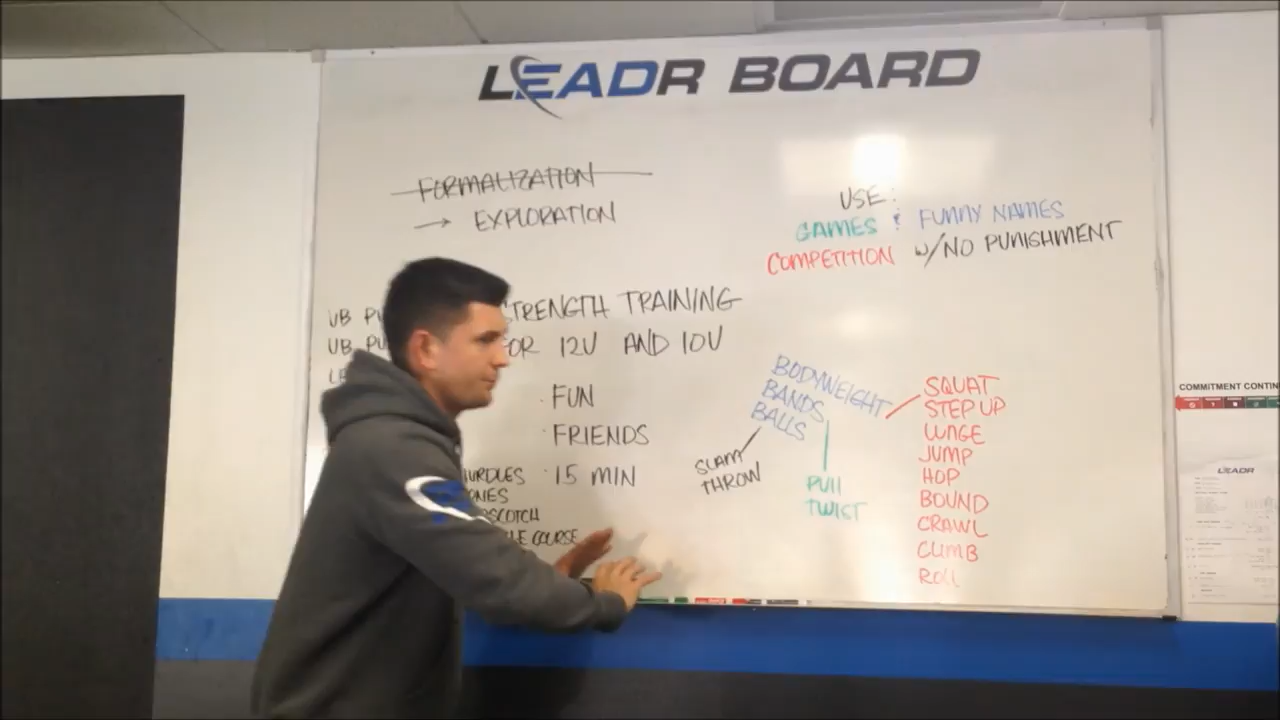 LEADR BOARD
FORMALIZATION
→ EXPLORATION
USE:
GAMES & FUNNY NAMES
COMPETITION w/NO PUNISHMENT
STRENGTH TRAINING
FOR 12U AND 10U
· FUN
· FRIENDS
· 15 MIN
UB
UB
HURDLES
CONES
COURSE
BODYWEIGHT
BANDS
BALLS
SLAM
THROW
PULL
TWIST
SQUAT
STEP UP
LUNGE
JUMP
HOP
BOUND
CRAWL
CLIMB
ROLL
COMMITMENT CONTIN
LEADR